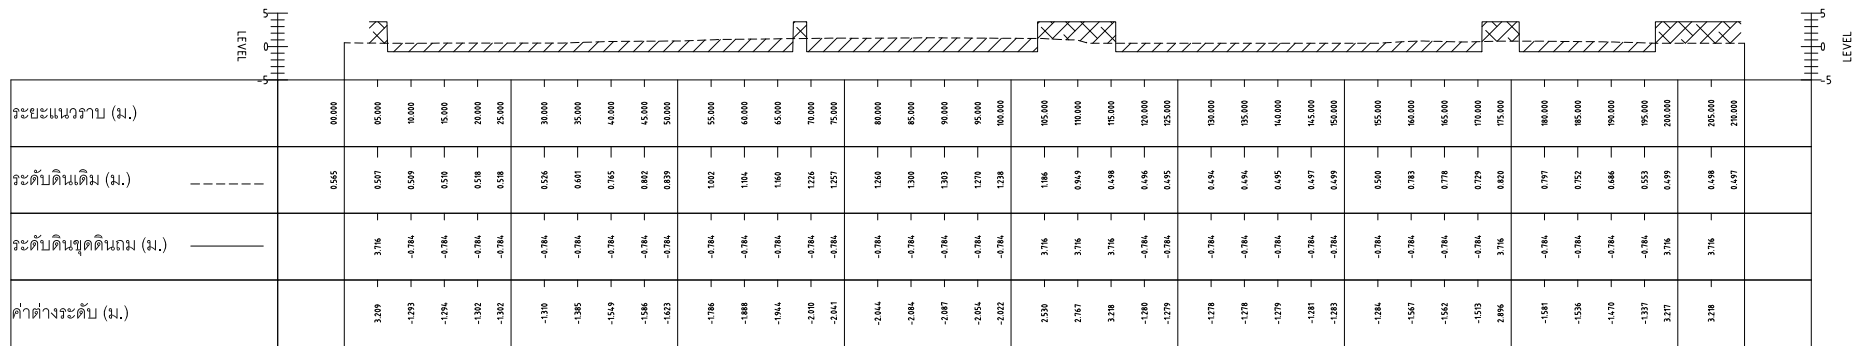 5
0
-5
LEVEL
5
0
-5
LEVEL
ระยะแนวราบ (ม.) 00.000 05.000 10.000 15.000 20.000 25.000 30.000 35.000 40.000 45.000 50.000 55.000 60.000 65.000 70.000 75.000 80.000 85.000 90.000 95.000 100.000 105.000 110.000 115.000 120.000 125.000 130.000 135.000 140.000 145.000 150.000 155.000 160.000 165.000 170.000 175.000 180.000 185.000 190.000 195.000 200.000 205.000 210.000
ระดับดินเดิม (ม.) 0.565 0.507 0.509 0.510 0.518 0.518 0.526 0.601 0.765 0.802 0.839 1.002 1.104 1.160 1.226 1.257 1.260 1.300 1.303 1.270 1.238 1.186 0.949 0.498 0.496 0.495 0.494 0.494 0.495 0.497 0.499 0.500 0.783 0.778 0.729 0.820 0.797 0.752 0.686 0.553 0.499 0.498 0.497
ระดับดินขุดดินถม (ม.) 3.716 -0.784 -0.784 -0.784 -0.784 -0.784 -0.784 -0.784 -0.784 -0.784 -0.784 -0.784 -0.784 -0.784 -0.784 -0.784 -0.784 -0.784 -0.784 -0.784 3.716 3.716 3.716 -0.784 -0.784 -0.784 -0.784 -0.784 -0.784 -0.784 -0.784 -0.784 -0.784 -0.784 3.716 -0.784 -0.784 -0.784 -0.784 3.716 3.716
ค่าต่างระดับ (ม.) 3.209 -1.293 -1.294 -1.302 -1.302 -1.310 -1.385 -1.549 -1.586 -1.623 -1.786 -1.888 -1.944 -2.010 -2.041 -2.044 -2.084 -2.087 -2.054 -2.022 2.530 2.767 3.218 -1.280 -1.279 -1.278 -1.278 -1.279 -1.281 -1.283 -1.284 -1.567 -1.562 -1.513 2.896 -1.581 -1.536 -1.470 -1.337 3.217 3.218